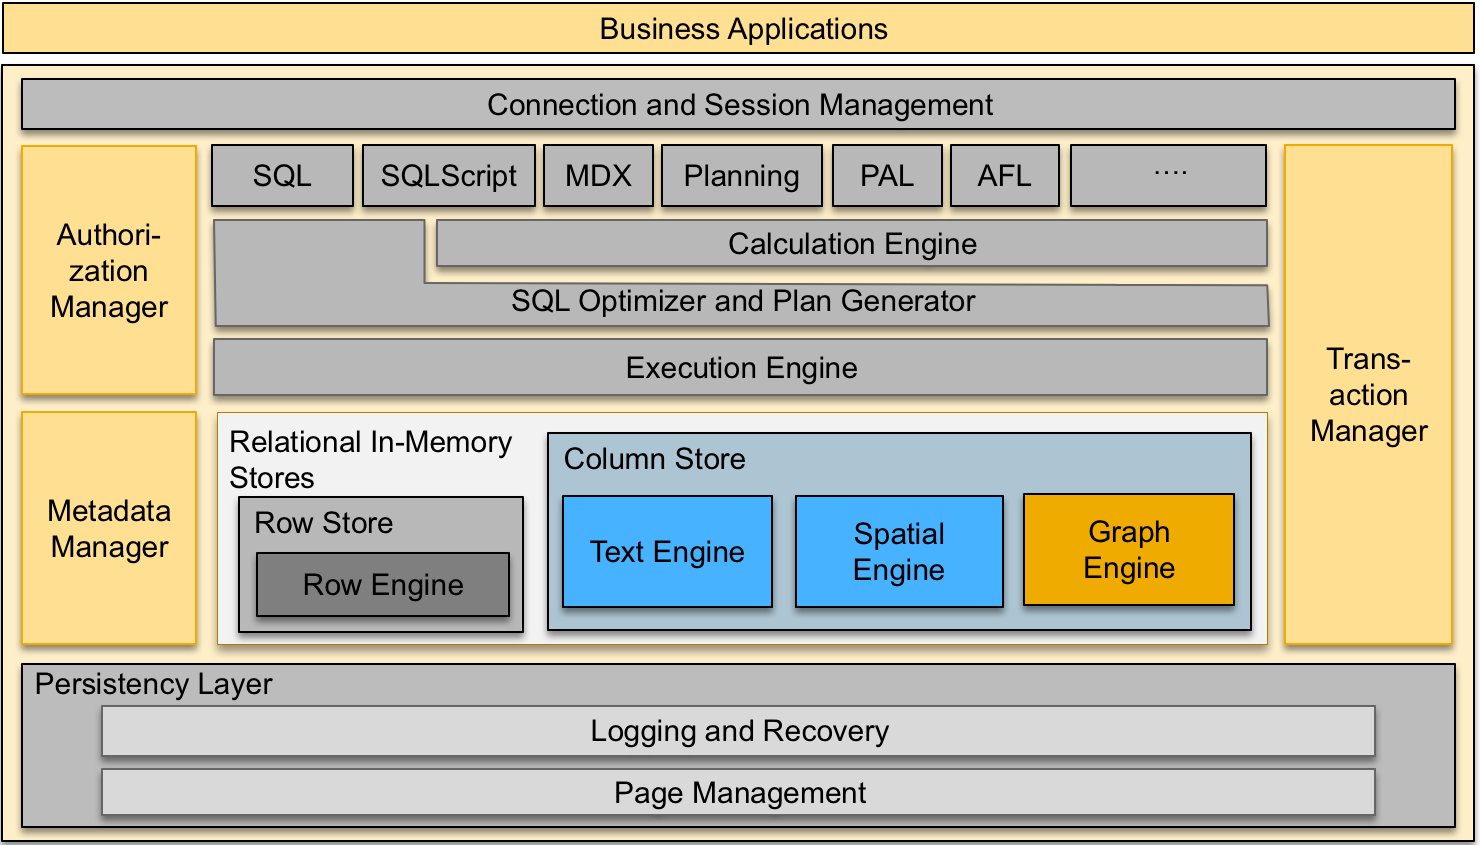 Business Applications
Connection and Session Management
Authori-
zation
Manager
SQL
SQLScript
MDX
Planning
PAL
AFL
....
Calculation Engine
SQL Optimizer and Plan Generator
Execution Engine
Trans-
action
Manager
Metadata
Manager
Relational In-Memory
Stores
Row Store
Row Engine
Column Store
Text Engine
Spatial
Engine
Graph
Engine
Persistency Layer
Logging and Recovery
Page Management